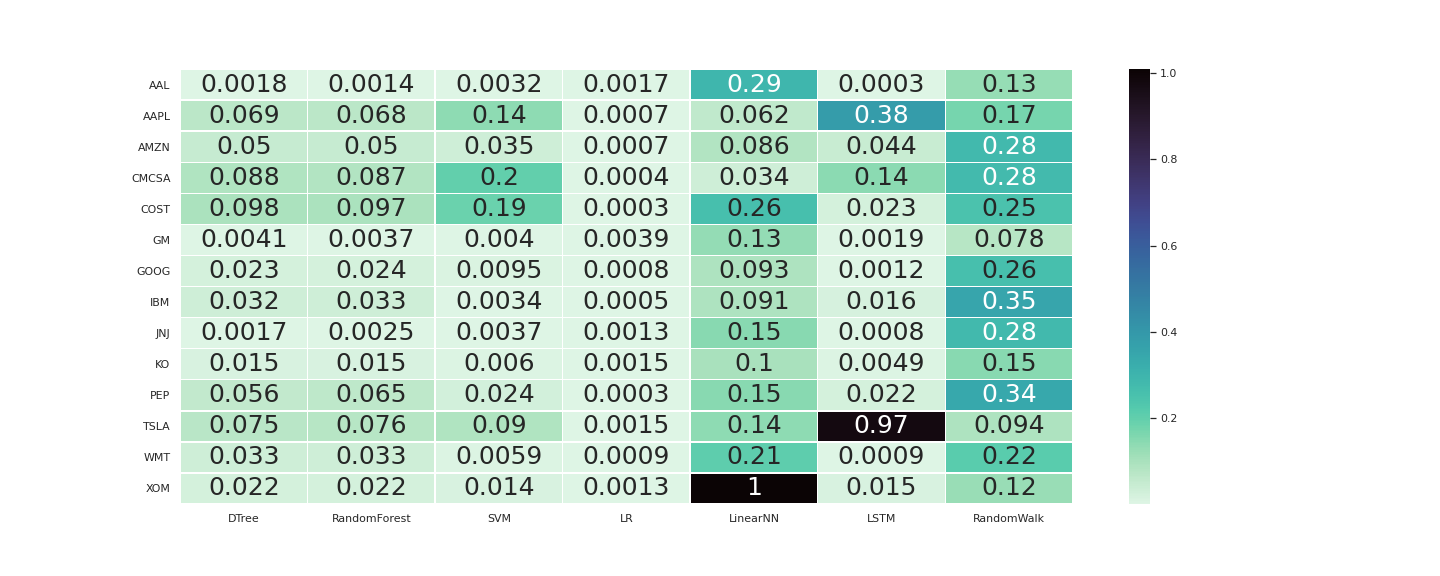 AAL 0.0018 0.0014 0.0032 0.0017 0.29 0.0003 0.13
AAPL 0.069 0.068 0.14 0.0007 0.062 0.38 0.17
AMZN 0.05 0.05 0.035 0.0007 0.086 0.044 0.28
CMCSA 0.088 0.087 0.2 0.0004 0.034 0.14 0.28
COST 0.098 0.097 0.19 0.0003 0.26 0.023 0.25
GM 0.0041 0.0037 0.004 0.0039 0.13 0.0019 0.078
GOOG 0.023 0.024 0.0095 0.0008 0.093 0.0012 0.26
IBM 0.032 0.033 0.0034 0.0005 0.091 0.016 0.35
JNJ 0.0017 0.0025 0.0037 0.0013 0.15 0.0008 0.28
KO 0.015 0.015 0.006 0.0015 0.1 0.0049 0.15
PEP 0.056 0.065 0.024 0.0003 0.15 0.022 0.34
TSLA 0.075 0.076 0.09 0.0015 0.14 0.97 0.094
WMT 0.033 0.033 0.0059 0.0009 0.21 0.0009 0.22
XOM 0.022 0.022 0.014 0.0013 1 0.015 0.12
DTree RandomForest SVM LR LinearNN LSTM RandomWalk
1.0
0.8
0.6
0.4
0.2